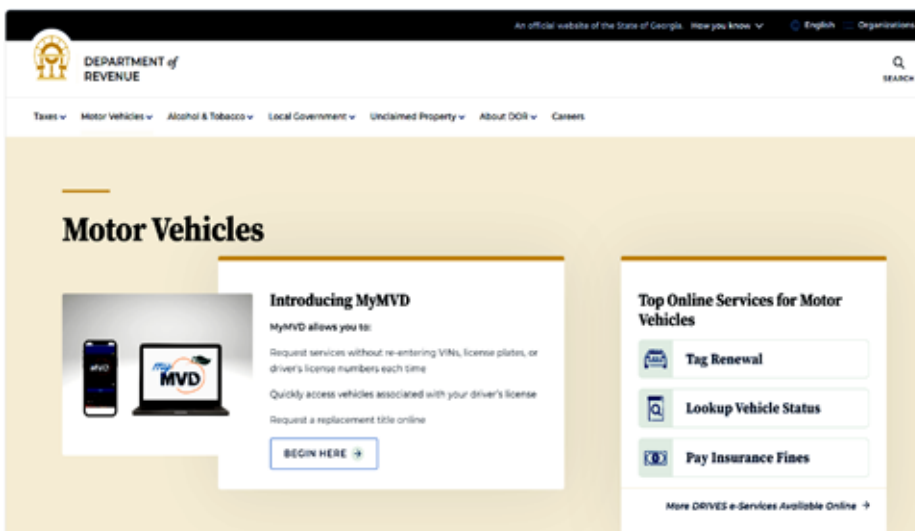 An official website of the State of Georgia. How you know
English
Organizations
DEPARTMENT of
REVENUE
SEARCH
Taxes
Motor Vehicles
Alcohol & Tobacco
Local Government
Unclaimed Property
About DOR
Careers
Motor Vehicles
my
MVD
Introducing MyMVD
MyMVD allows you to:
Request services without re-entering VINs, license plates, or
driver's license numbers each time
Quickly access vehicles associated with your driver's license
Request a replacement title online
BEGIN HERE
Top Online Services for Motor
Vehicles
Tag Renewal
Lookup Vehicle Status
Pay Insurance Fines
More DRIVES e-Services Available Online